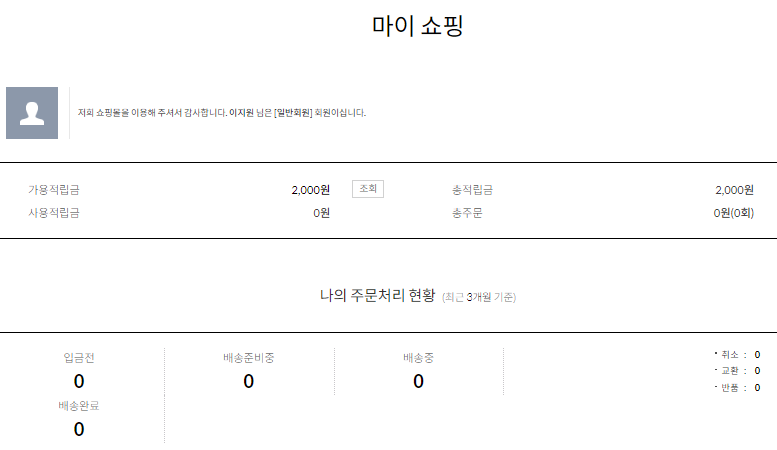 마이 쇼핑
저희 쇼핑몰을 이용해 주셔서 감사합니다. 이지원 님은 [일반회원] 회원이십니다.
가용적립금 2,000원 조회 총적립금 2,000원
사용적립금 0원 총주문 0원(0회)
나의 주문처리 현황 (최근 3개월 기준)
입금전 배송준비중 배송중
0 0 0
배송완료
0
취소 : 0
교환 : 0
반품 : 0